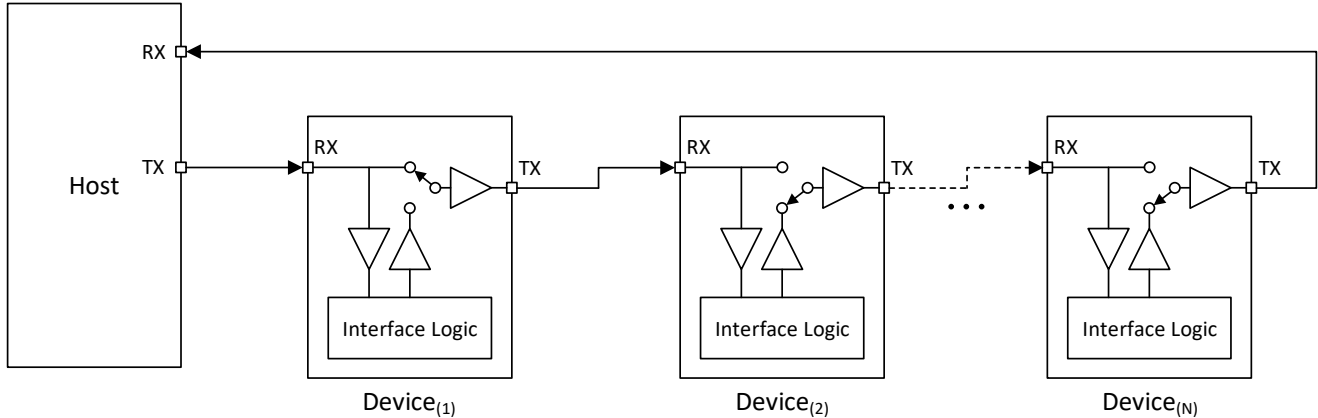 RX
TX
Host
RX
TX
Interface Logic
Device(1)
RX
TX
Interface Logic
Device(2)
...
RX
TX
Interface Logic
Device(N)